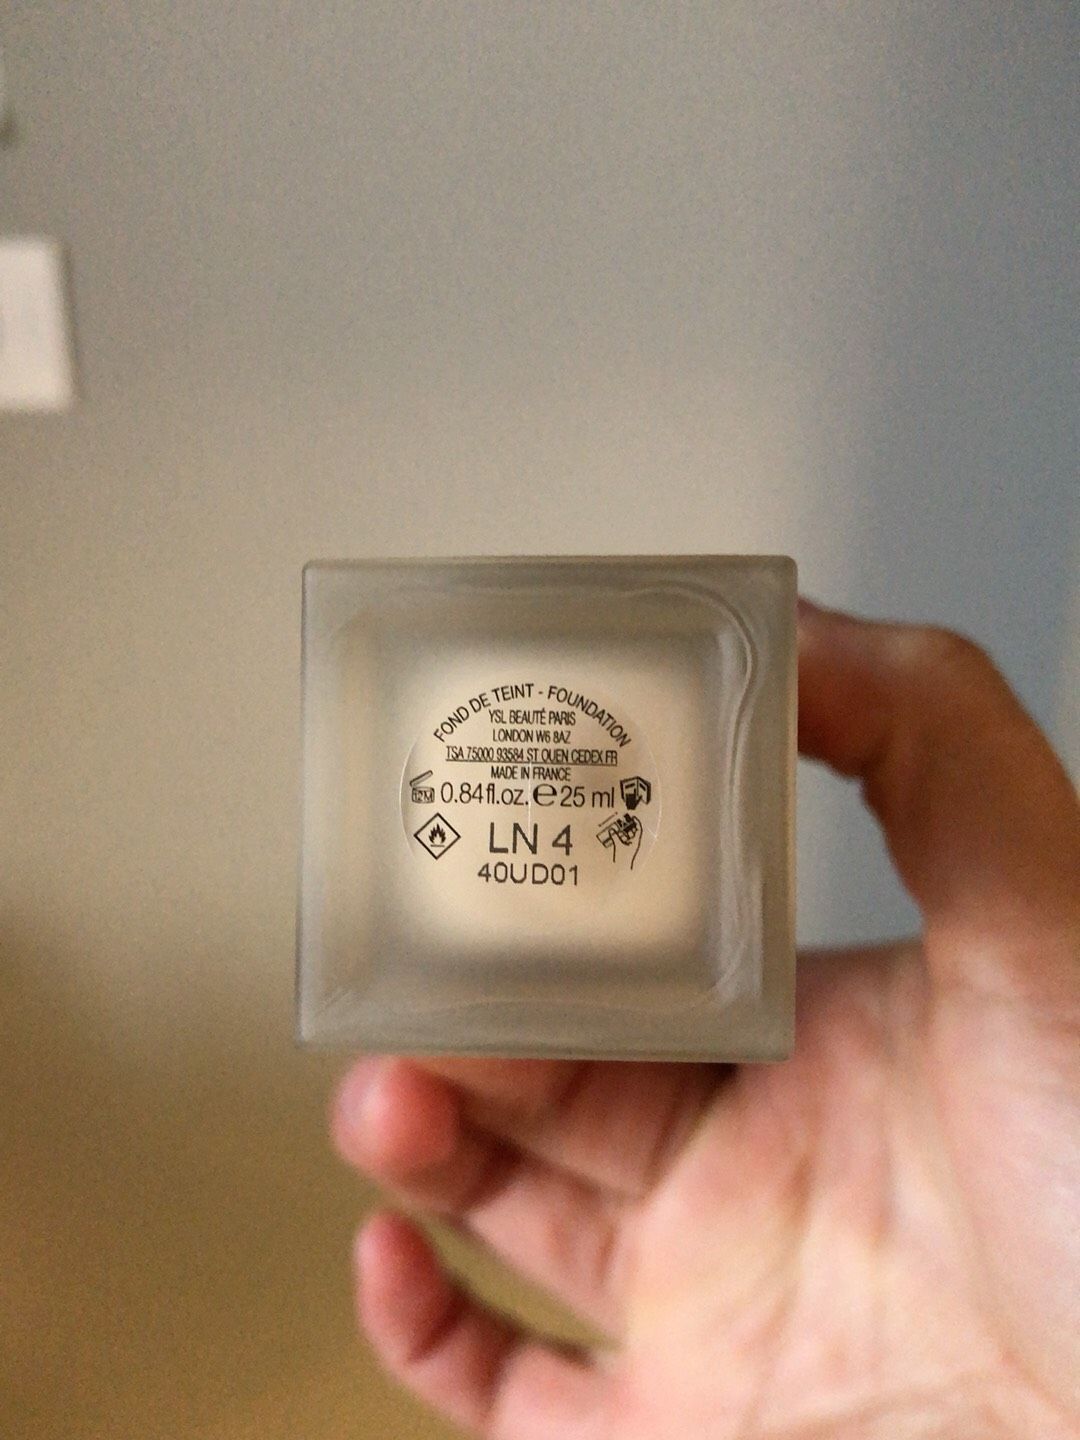 FOND DE TEINT - FOUNDATION
YSL BEAUTÉ PARIS
LONDON W6 8AZ
TSA 75000 93584 ST OUEN CEDEX FR
MADE IN FRANCE
12M 0.84fl.oz. ℮ 25 ml
LN 4
40UD01